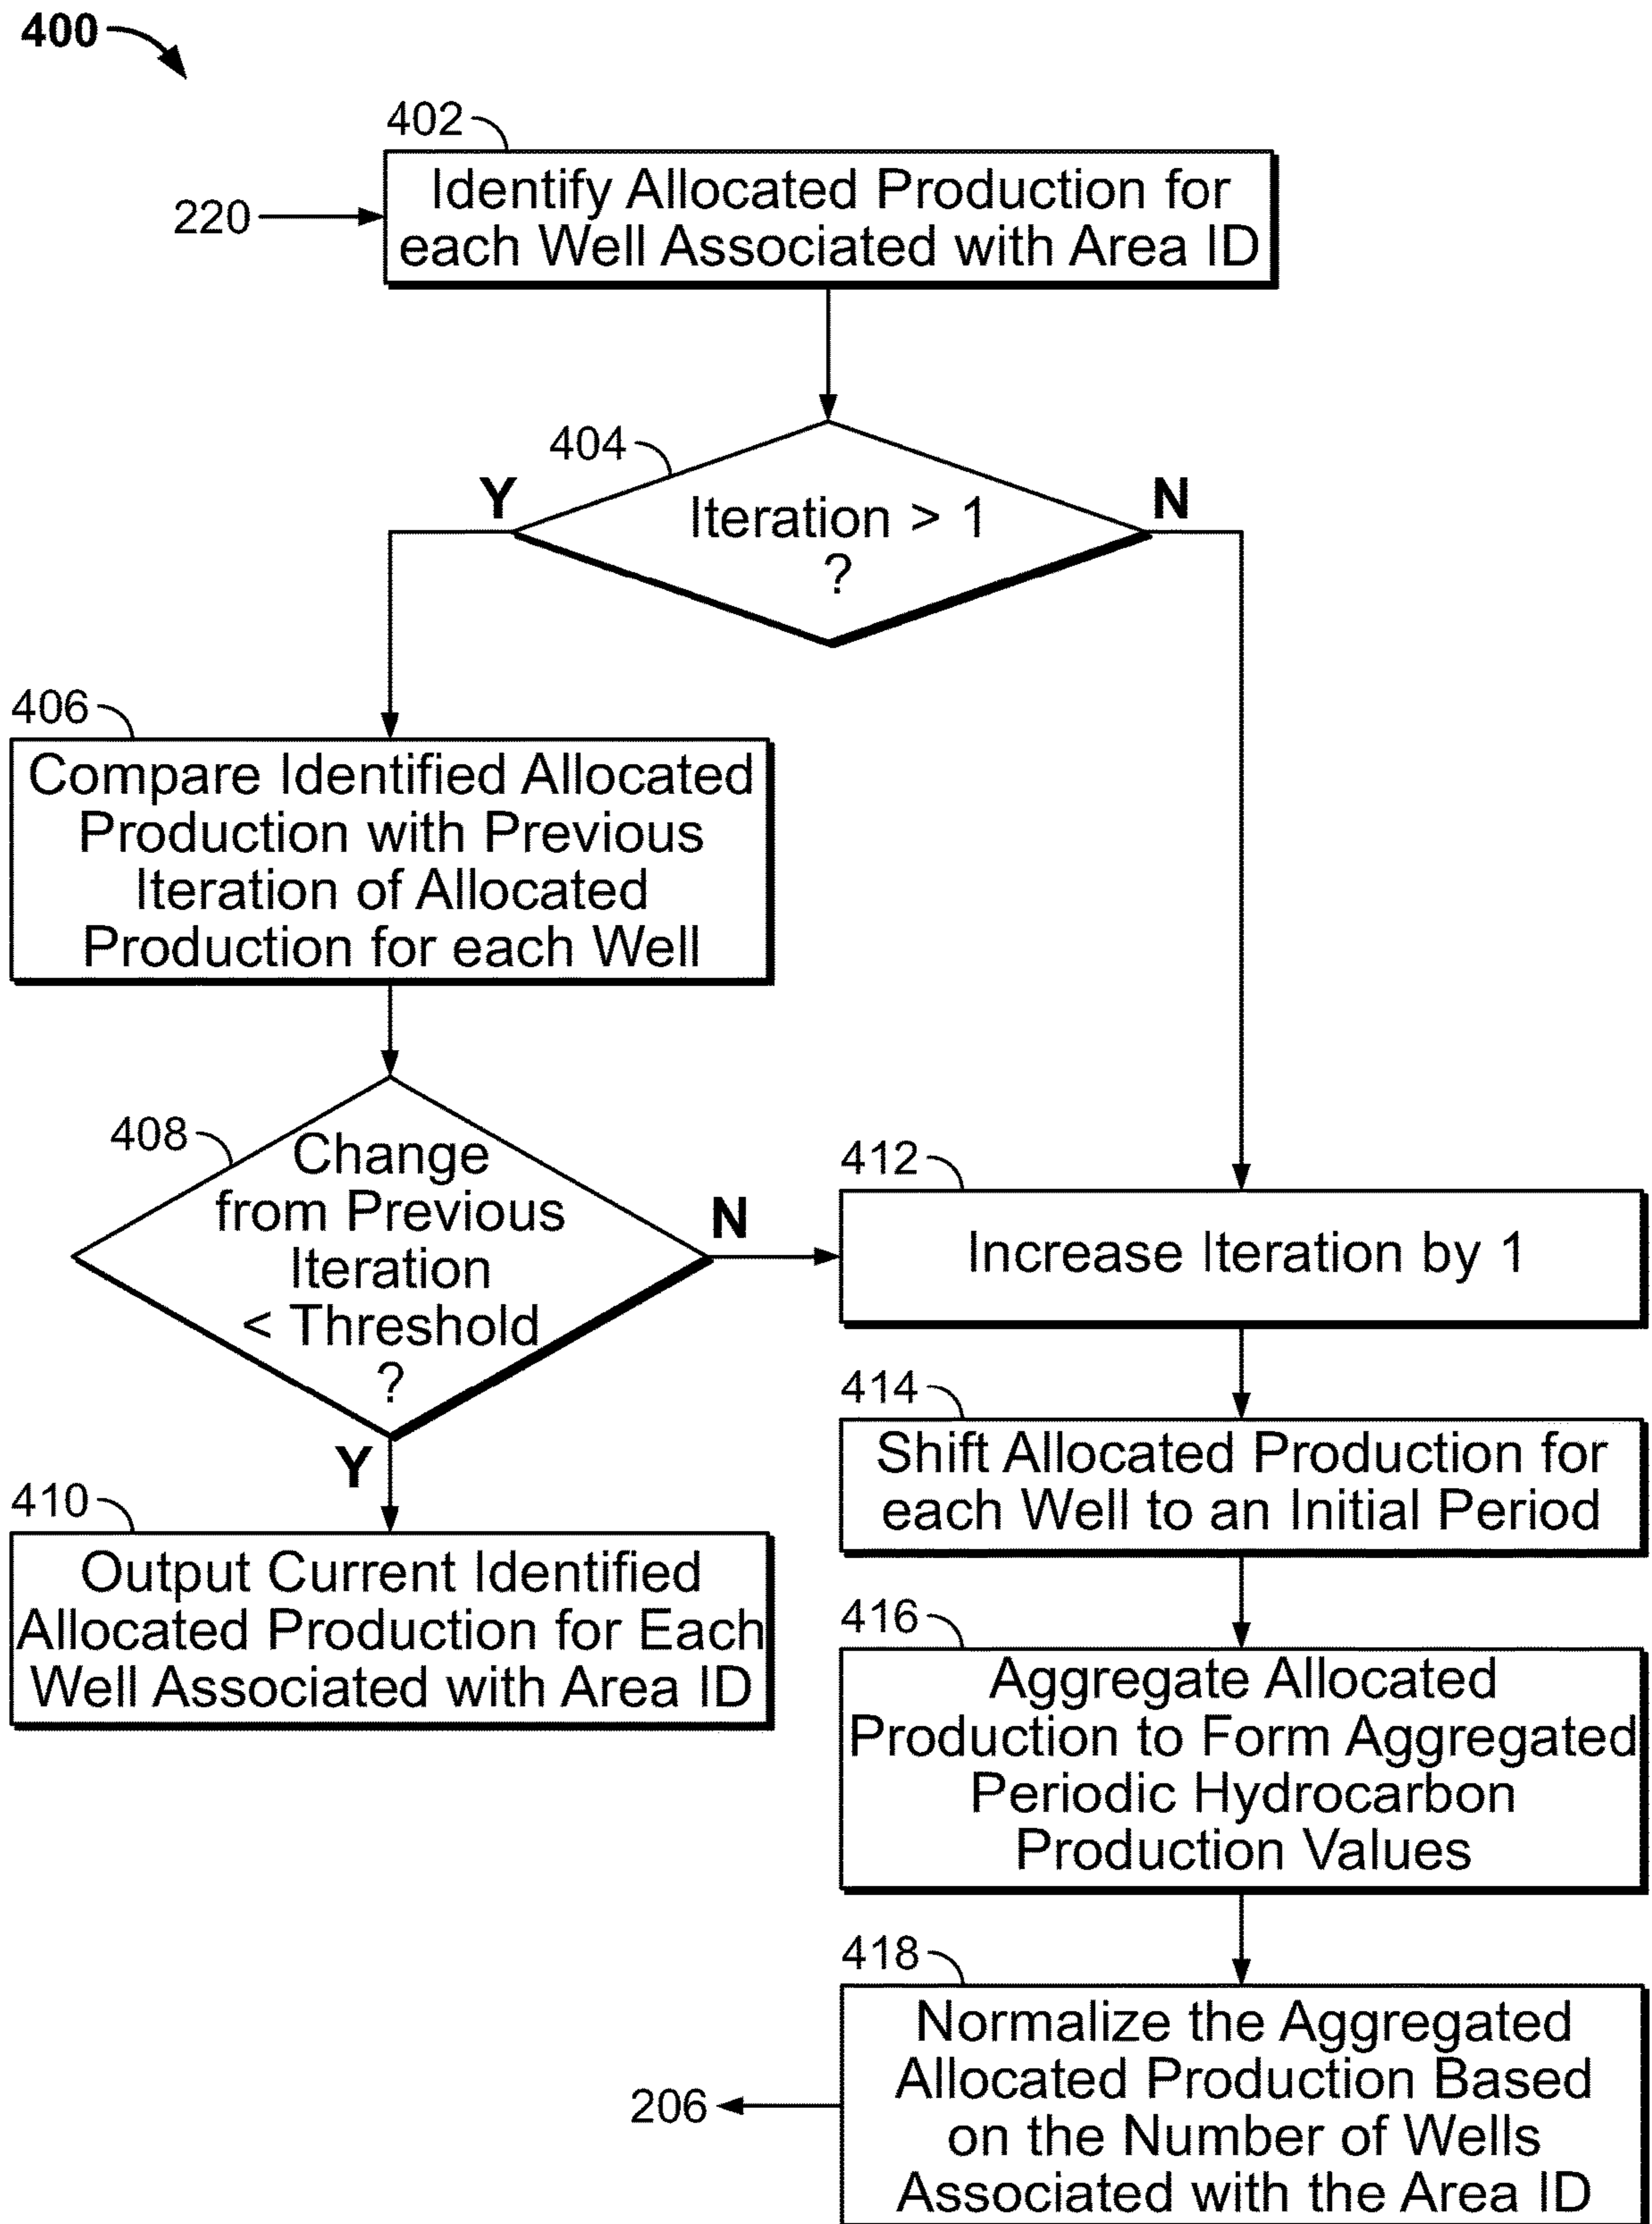 400
402
Identify Allocated Production for
each Well Associated with Area ID
220
404
Iteration > 1
?
Y
N
406
Compare Identified Allocated
Production with Previous
Iteration of Allocated
Production for each Well
408
Change
from Previous
Iteration
< Threshold
?
N
Y
410
Output Current Identified
Allocated Production for Each
Well Associated with Area ID
412
Increase Iteration by 1
414
Shift Allocated Production for
each Well to an Initial Period
416
Aggregate Allocated
Production to Form Aggregated
Periodic Hydrocarbon
Production Values
418
Normalize the Aggregated
Allocated Production Based
on the Number of Wells
Associated with the Area ID
206